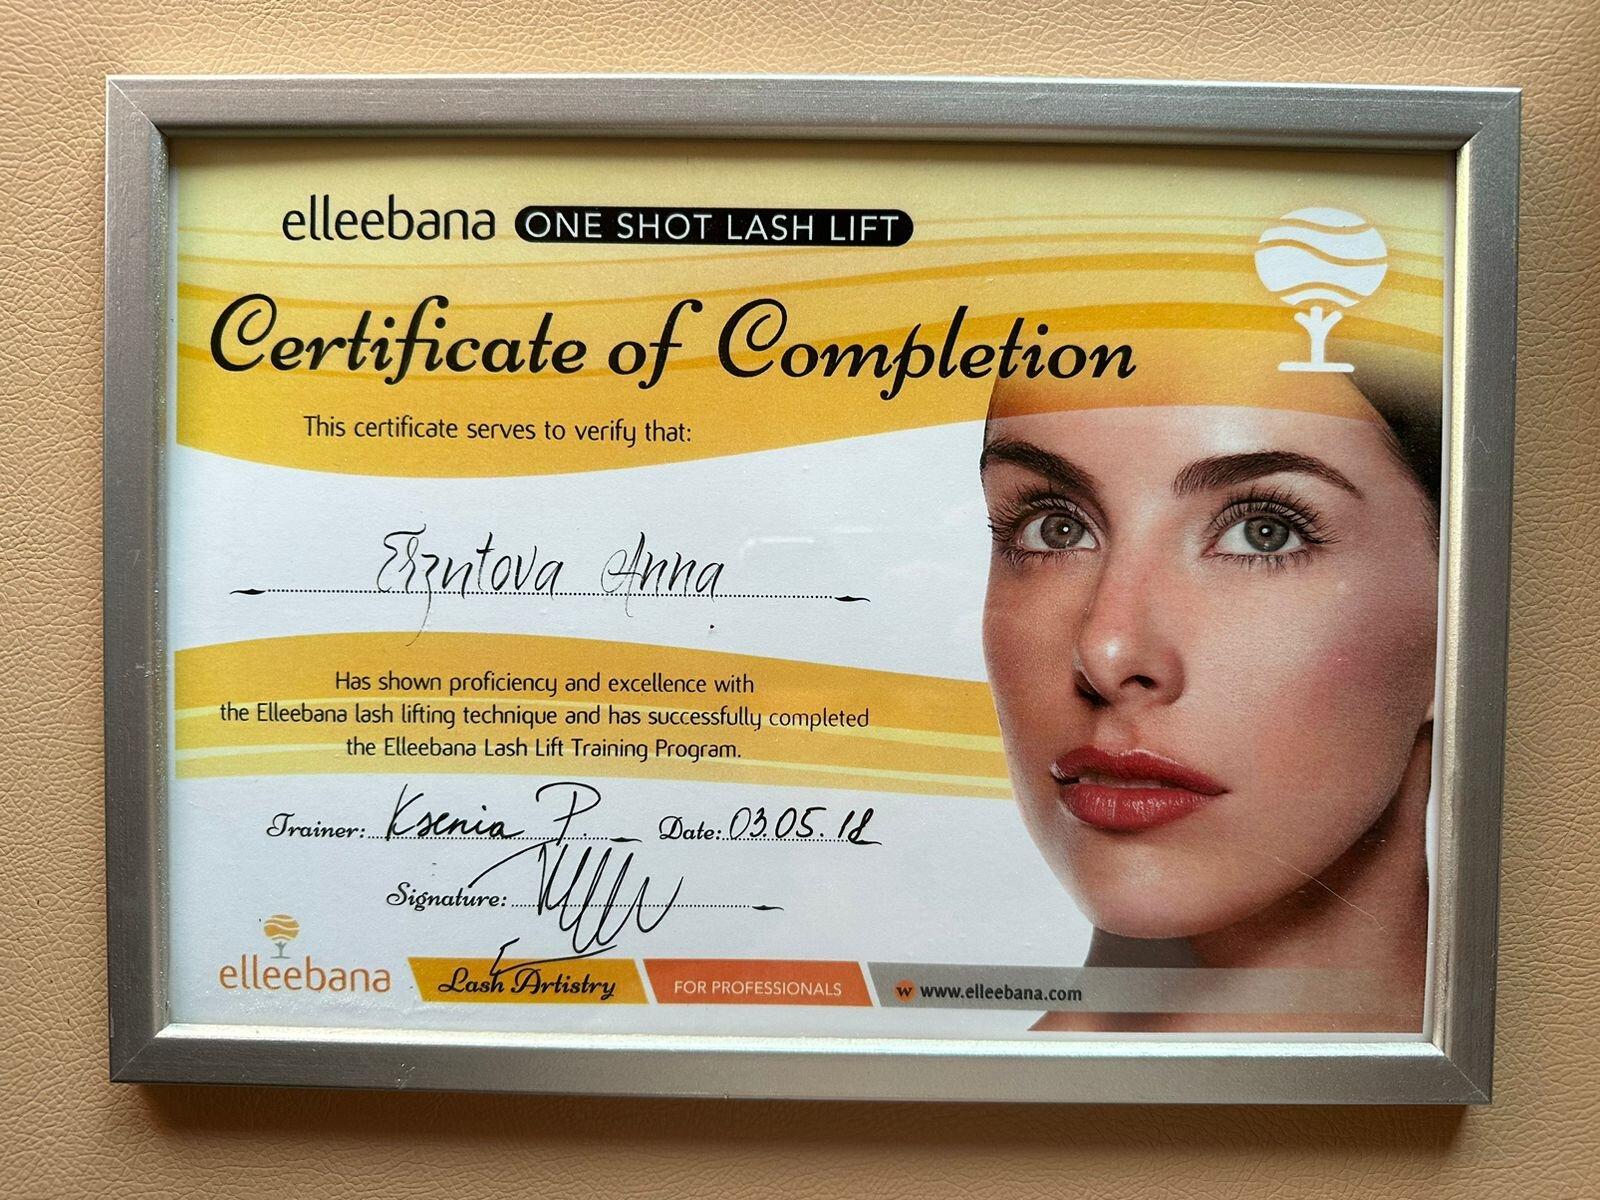 elleebana ONE SHOT LASH LIFT
Certificate of Completion
This certificate serves to verify that:
Anna
Has shown proficiency and excellence with
the Elleebana lash lifting technique and has successfully completed
the Elleebana Lash Lift Training Program.
Trainer: Ksenia P. Date: 03.05.18
Signature:
elleebana Lash Artistry FOR PROFESSIONALS w www.elleebana.com